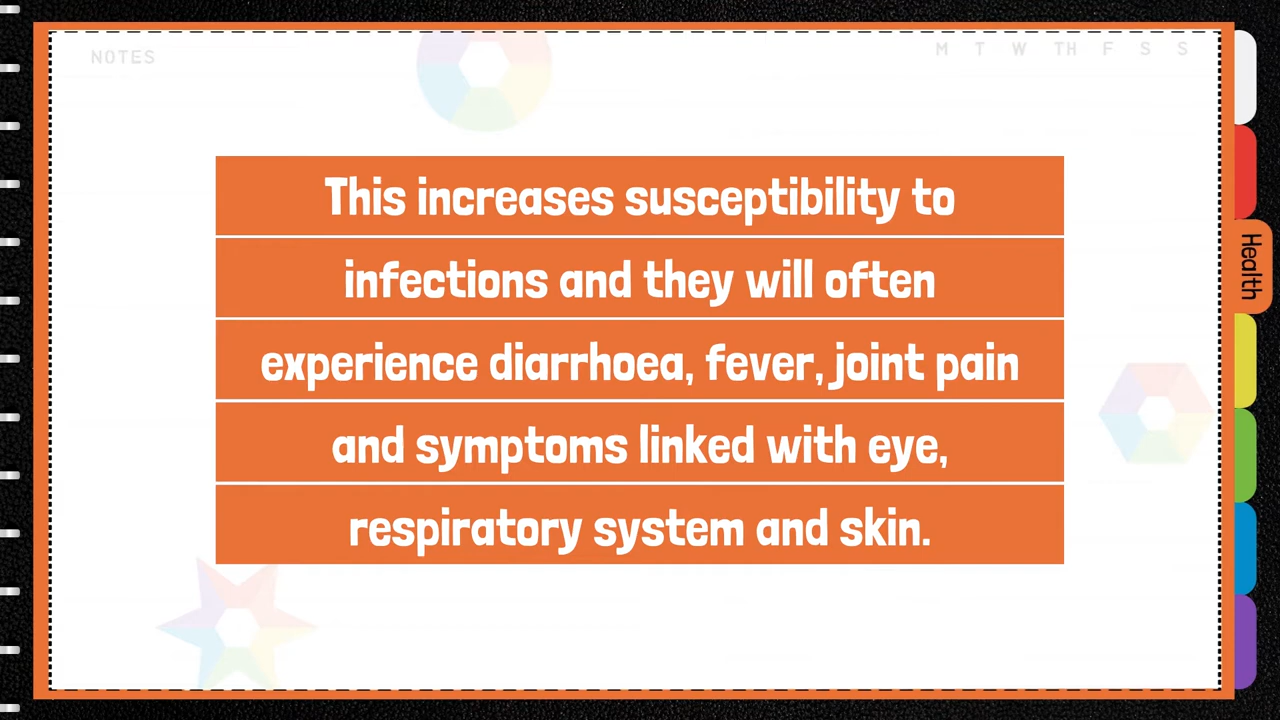 NOTES
M T W TH F S S
This increases susceptibility to
infections and they will often
experience diarrhoea, fever, joint pain
and symptoms linked with eye,
respiratory system and skin.
Health